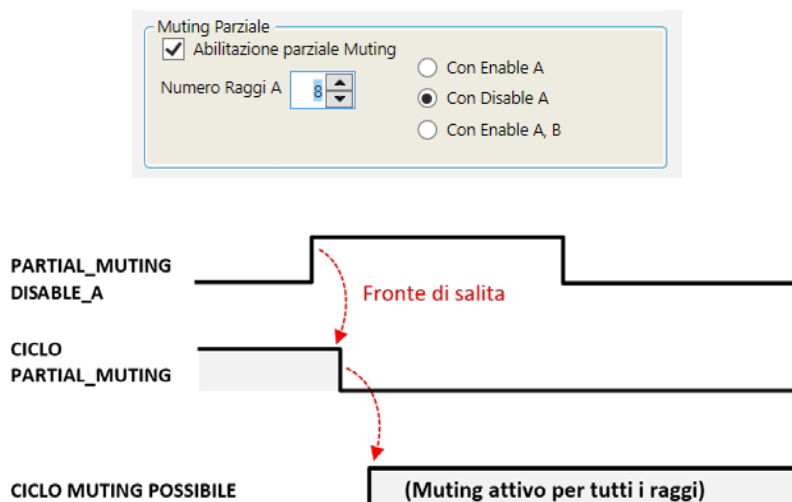 Muting Parziale
Abilitazione parziale Muting
Numero Raggi A 8
Con Enable A
Con Disable A
Con Enable A, B
PARTIAL_MUTING
DISABLE_A
Fronte di salita
CICLO
PARTIAL_MUTING
CICLO MUTING POSSIBILE
(Muting attivo per tutti i raggi)